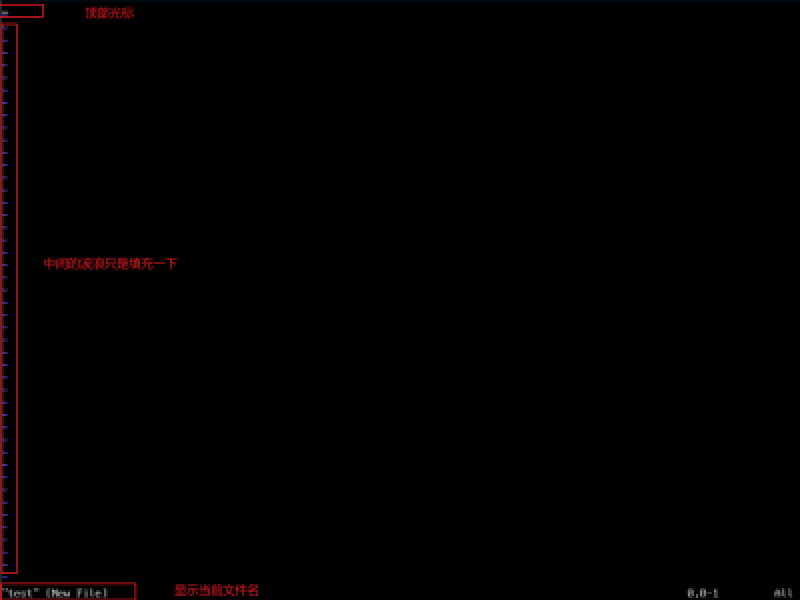 顶部光标
中间的波浪只是填充一下
"test" [New File]
显示当前文件名
0,0-1
All